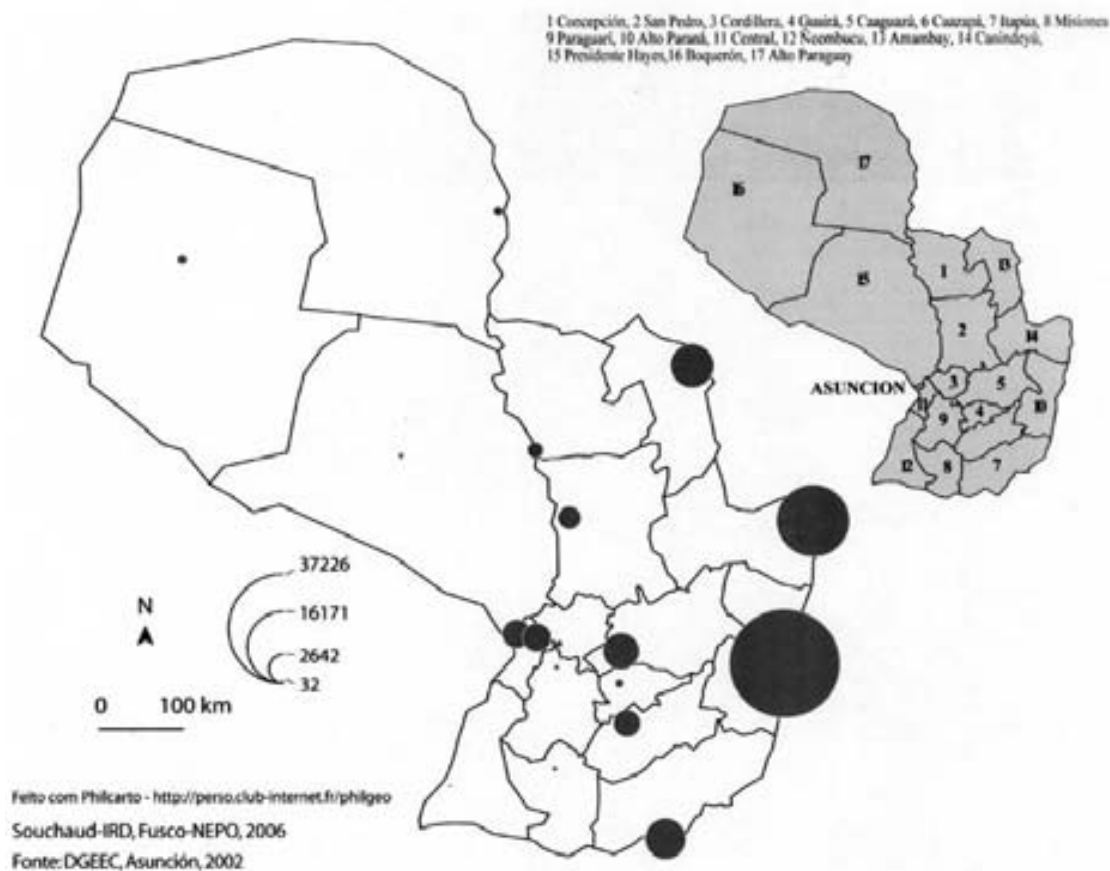 1 Concepción, 2 San Pedro, 3 Cordillera, 4 Guairá, 5 Caaguazú, 6 Caazapá, 7 Itapúa, 8 Misiones
9 Paraguarí, 10 Alto Paraná, 11 Central, 12 Ñeembucu, 13 Amambay, 14 Canindeyú,
15 Presidente Hayes,16 Boquerón, 17 Alto Paraguay
17
16
13
1
15
2
14
ASUNCION
3
5
11
4
10
9
12
8
7
37226
16171
2642
32
N
0 100 km
Feito com Philcarto - http://perso.club-internet.fr/philgeo
Souchaud-IRD, Fusco-NEPO, 2006
Fonte: DGEEC, Asunción, 2002